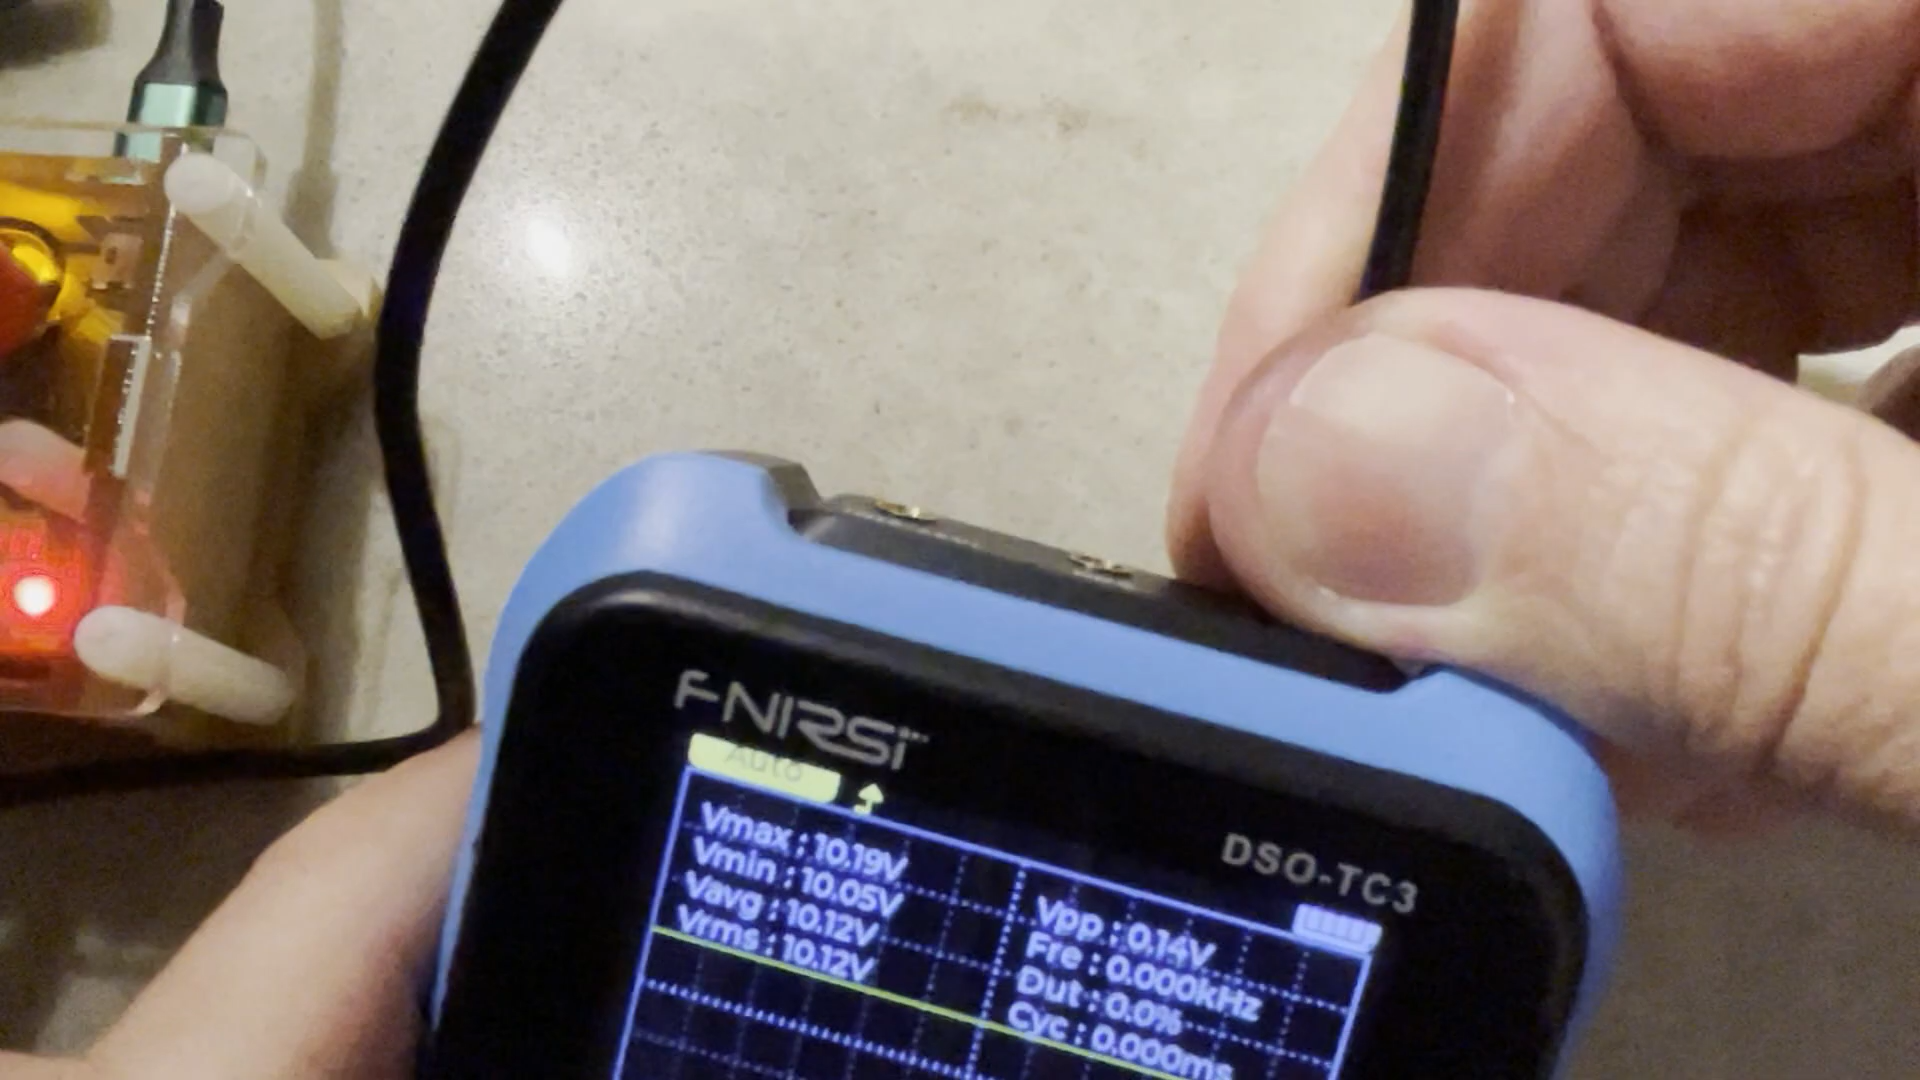 FNIRSI
DSO-TC3
Auto
Vmax : 10.19V
Vmin : 10.05V
Vavg : 10.12V
Vrms : 10.12V
Vpp : 0.14V
Fre : 0.000kHz
Dut : 0.0%
Cyc : 0.000ms